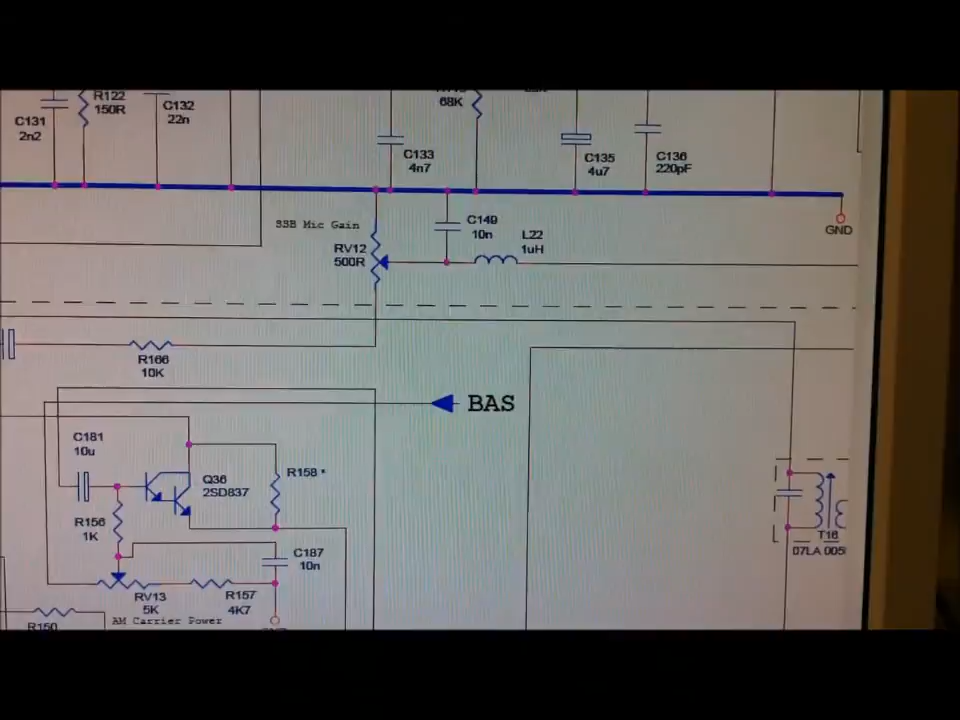 R122
150R
C131
2n2
C132
22n
68K
C133
4n7
C135
4u7
C136
220pF
SSB Mic Gain
C149
10n
L22
1uH
GND
RV12
500R
R166
10K
BAS
C181
10u
Q36
2SD837
R158 *
R156
1K
C187
10n
T16
07LA 005
RV13
5K
R157
4K7
AM Carrier Power
R150